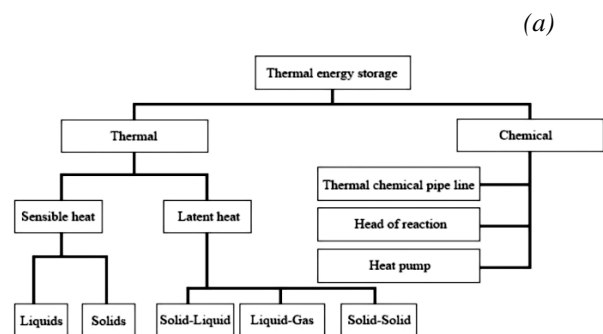 (a)
Thermal energy storage
Thermal
Chemical
Thermal chemical pipe line
Sensible heat
Latent heat
Head of reaction
Heat pump
Liquids
Solids
Solid-Liquid
Liquid-Gas
Solid-Solid